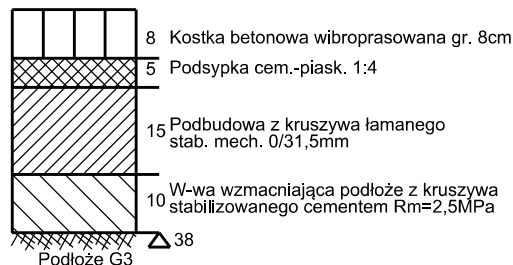 8 Kostka betonowa wibroprasowana gr. 8cm
5 Podsypka cem.-piask. 1:4
15 Podbudowa z kruszywa łamanego
stab. mech. 0/31,5mm
10 W-wa wzmacniająca podłoże z kruszywa
stabilizowanego cementem Rm=2,5MPa
38
Podłoże G3